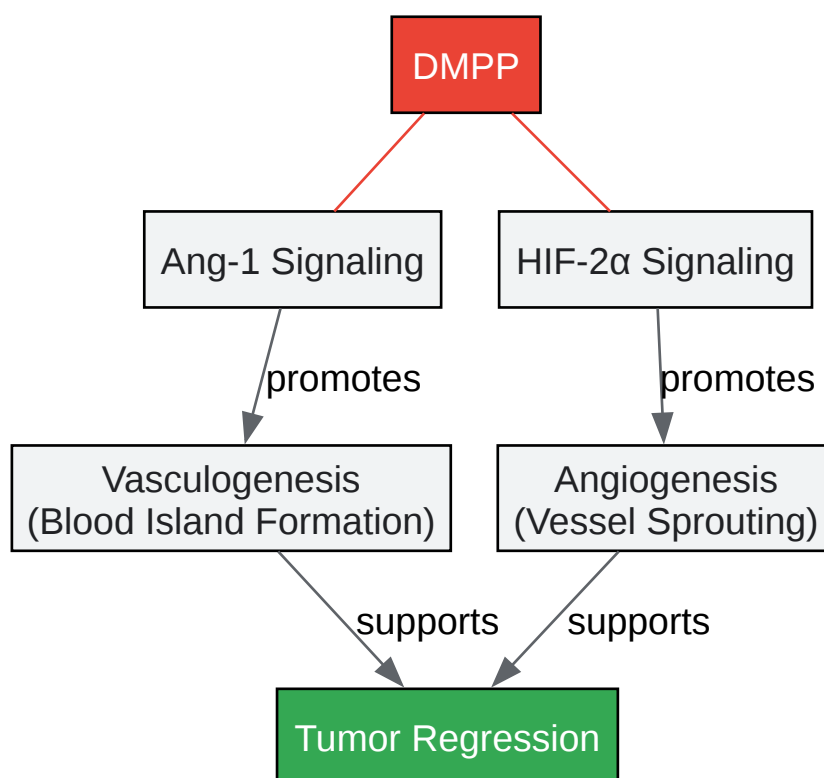 DMPP
Ang-1 Signaling
HIF-2α Signaling
promotes
promotes
Vasculogenesis
(Blood Island Formation)
Angiogenesis
(Vessel Sprouting)
supports
supports
Tumor Regression